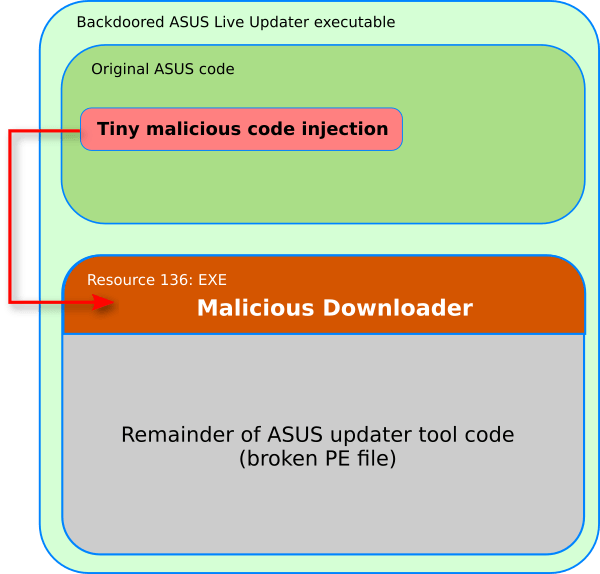 Backdoored ASUS Live Updater executable
Original ASUS code
Tiny malicious code injection
Resource 136: EXE
Malicious Downloader
Remainder of ASUS updater tool code
(broken PE file)